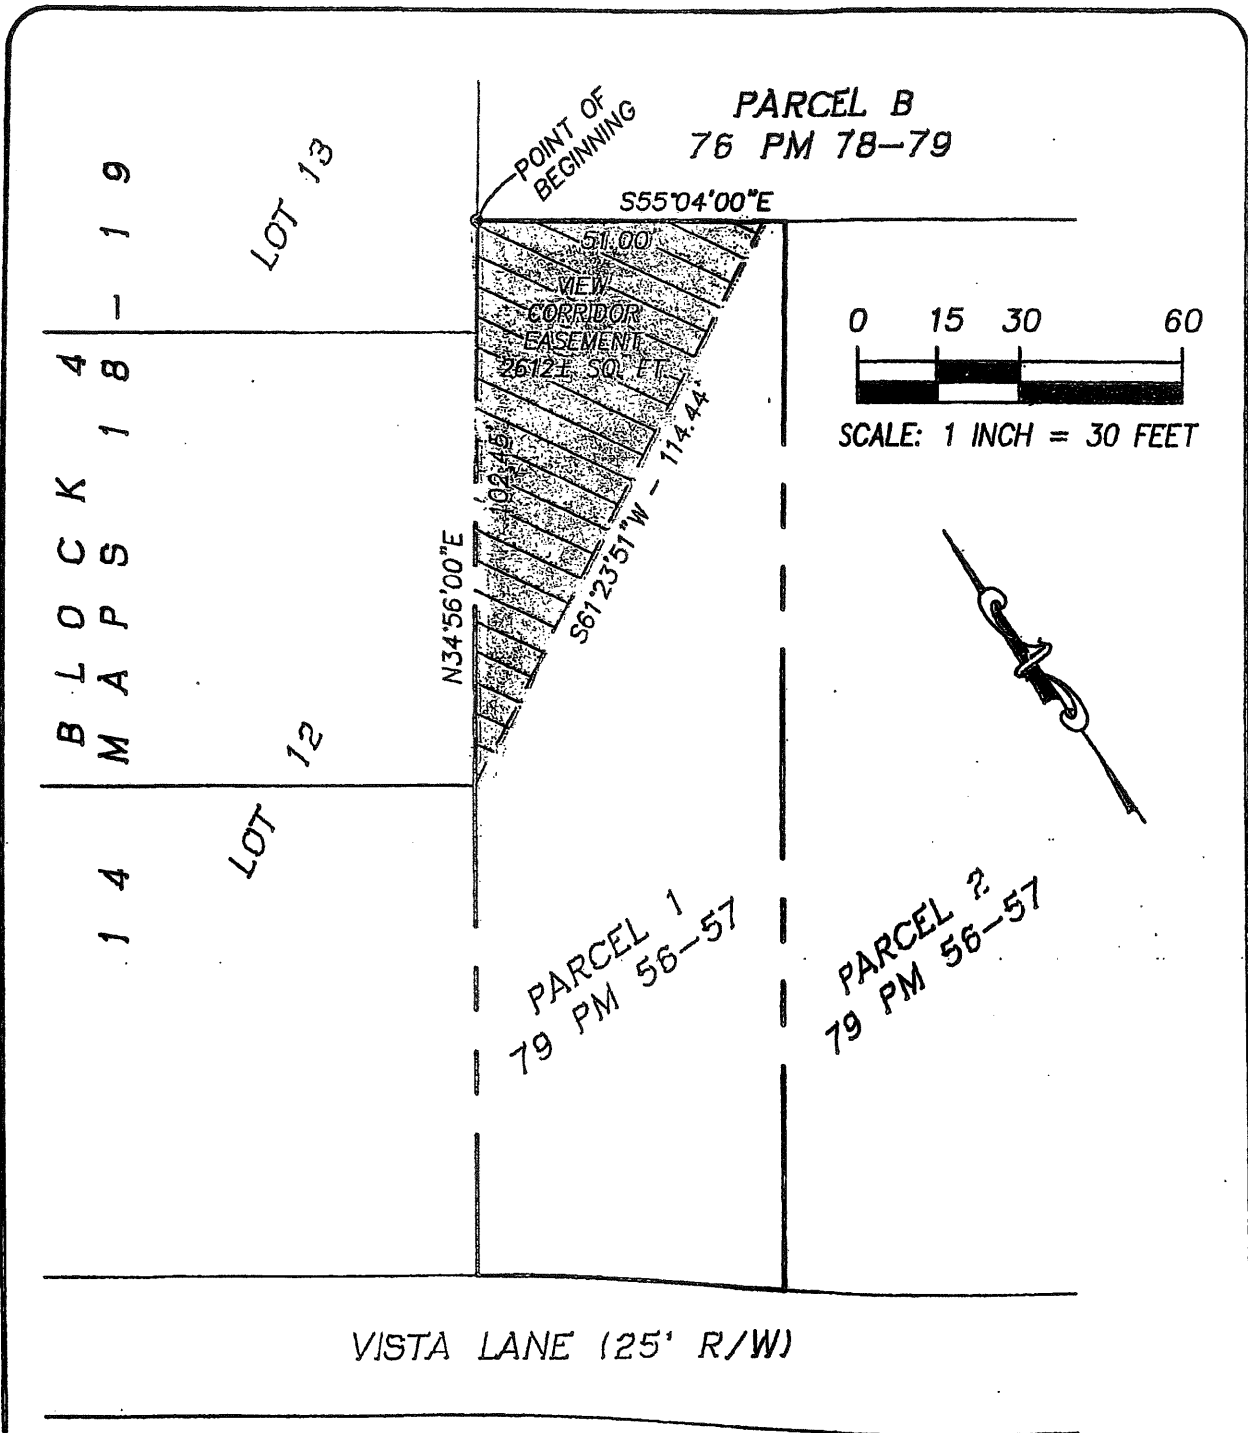 PARCEL B
76 PM 78-79
POINT OF
BEGINNING
S55°04'00"E
51.00'
VIEW
CORRIDOR
EASEMENT
2612± SQ. FT.
LOT 13
BLOCK 4
14 MAPS 18-19
0 15 30 60
SCALE: 1 INCH = 30 FEET
102.45'
N34°56'00"E
S61°23'51"W - 114.44'
LOT 12
PARCEL 1
79 PM 56-57
PARCEL 2
79 PM 56-57
VISTA LANE (25' R/W)